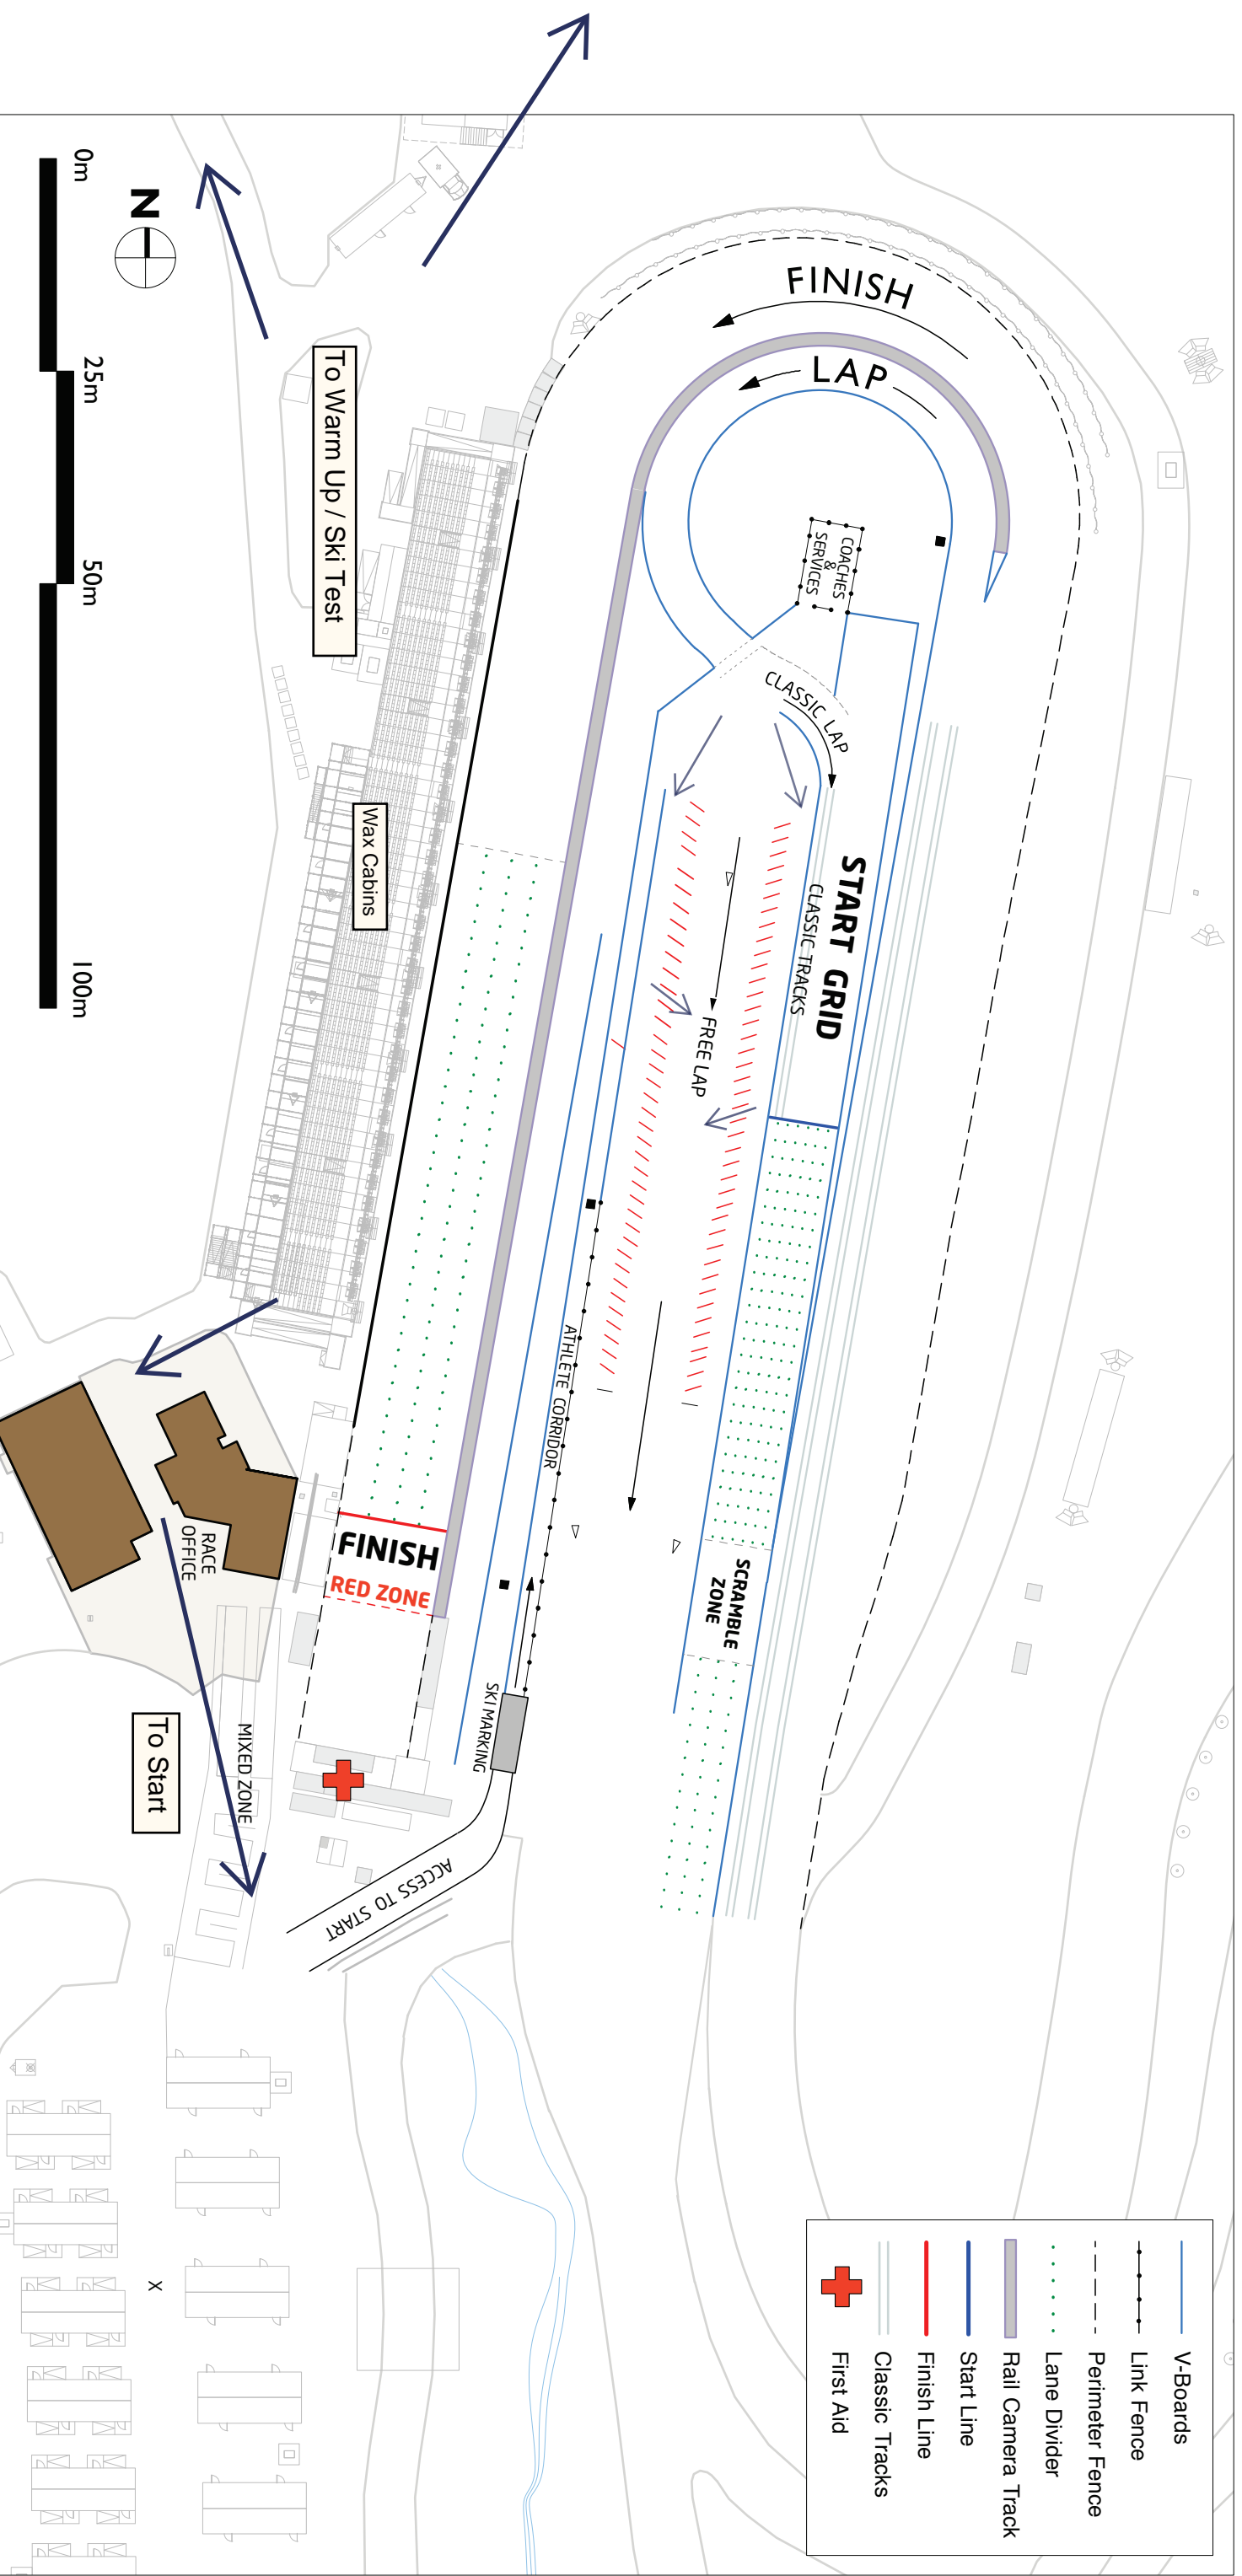 0m
25m
50m
100m
N
To Warm Up / Ski Test
Wax Cabins
FINISH
LAP
COACHES
&
SERVICES
CLASSIC LAP
START GRID
CLASSIC TRACKS
FREE LAP
ATHLETE CORRIDOR
SCRAMBLE
ZONE
FINISH
RED ZONE
RACE
OFFICE
SKI MARKING
MIXED ZONE
To Start
ACCESS TO START
X
V-Boards
Link Fence
Perimeter Fence
Lane Divider
Rail Camera Track
Start Line
Finish Line
Classic Tracks
First Aid